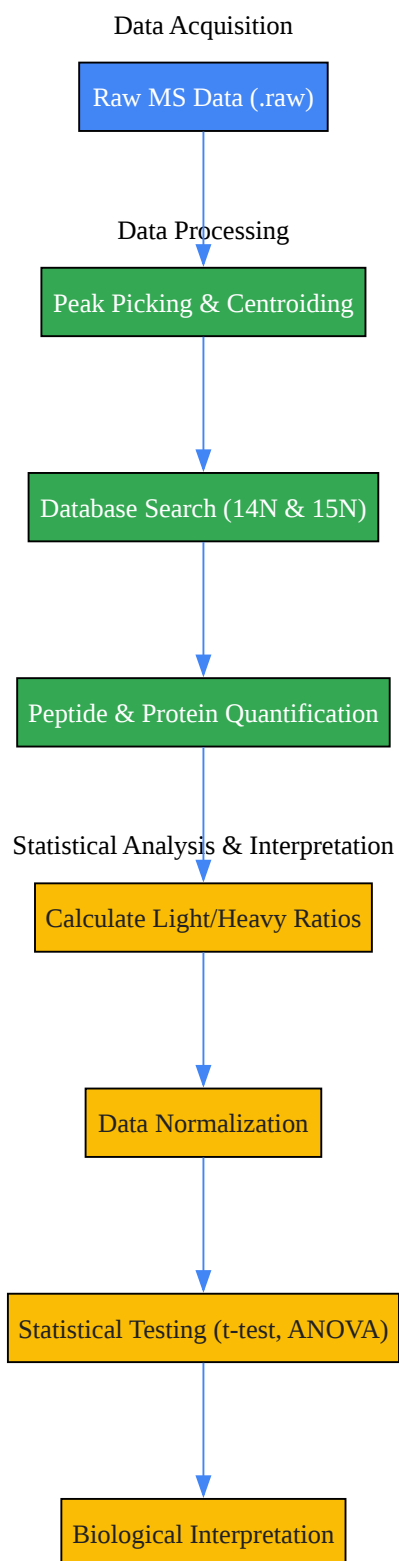 Data Acquisition
Raw MS Data (.raw)
Data Processing
Peak Picking & Centroiding
Database Search (14N & 15N)
Peptide & Protein Quantification
Statistical Analysis & Interpretation
Calculate Light/Heavy Ratios
Data Normalization
Statistical Testing (t-test, ANOVA)
Biological Interpretation